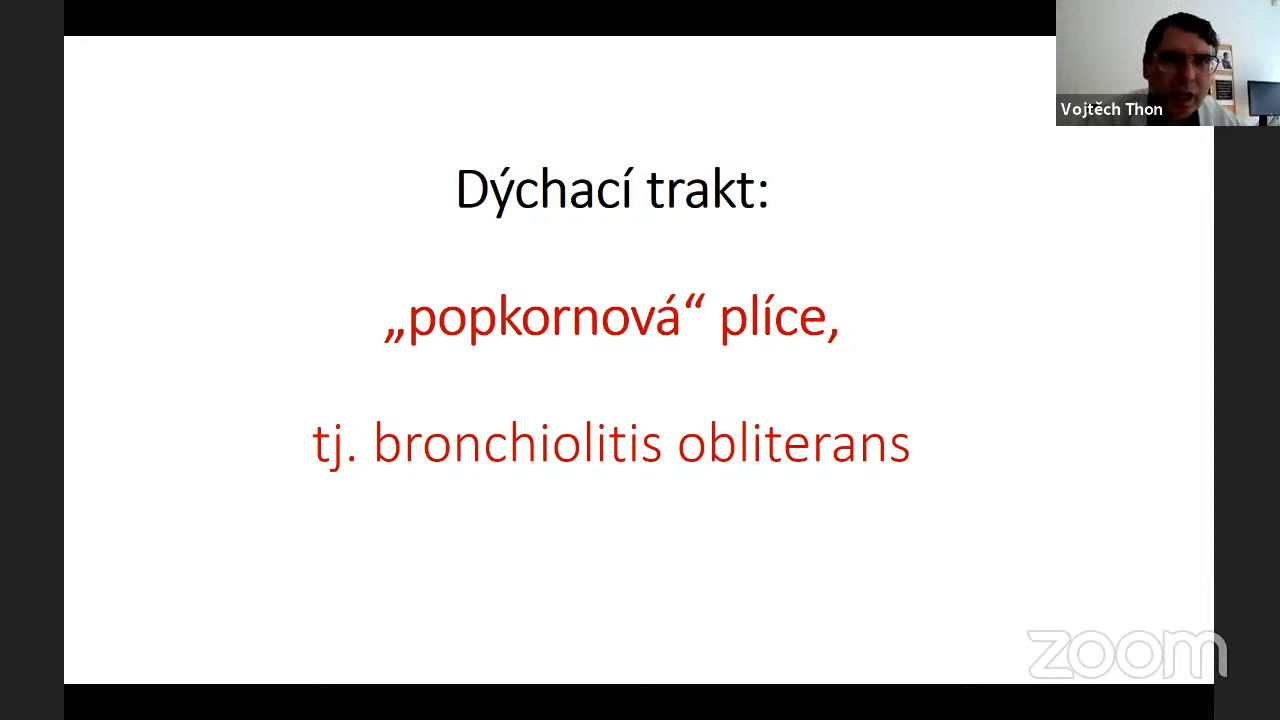 Vojtěch Thon
Dýchací trakt:
„popkornová“ plíce,
tj. bronchiolitis obliterans
zoom